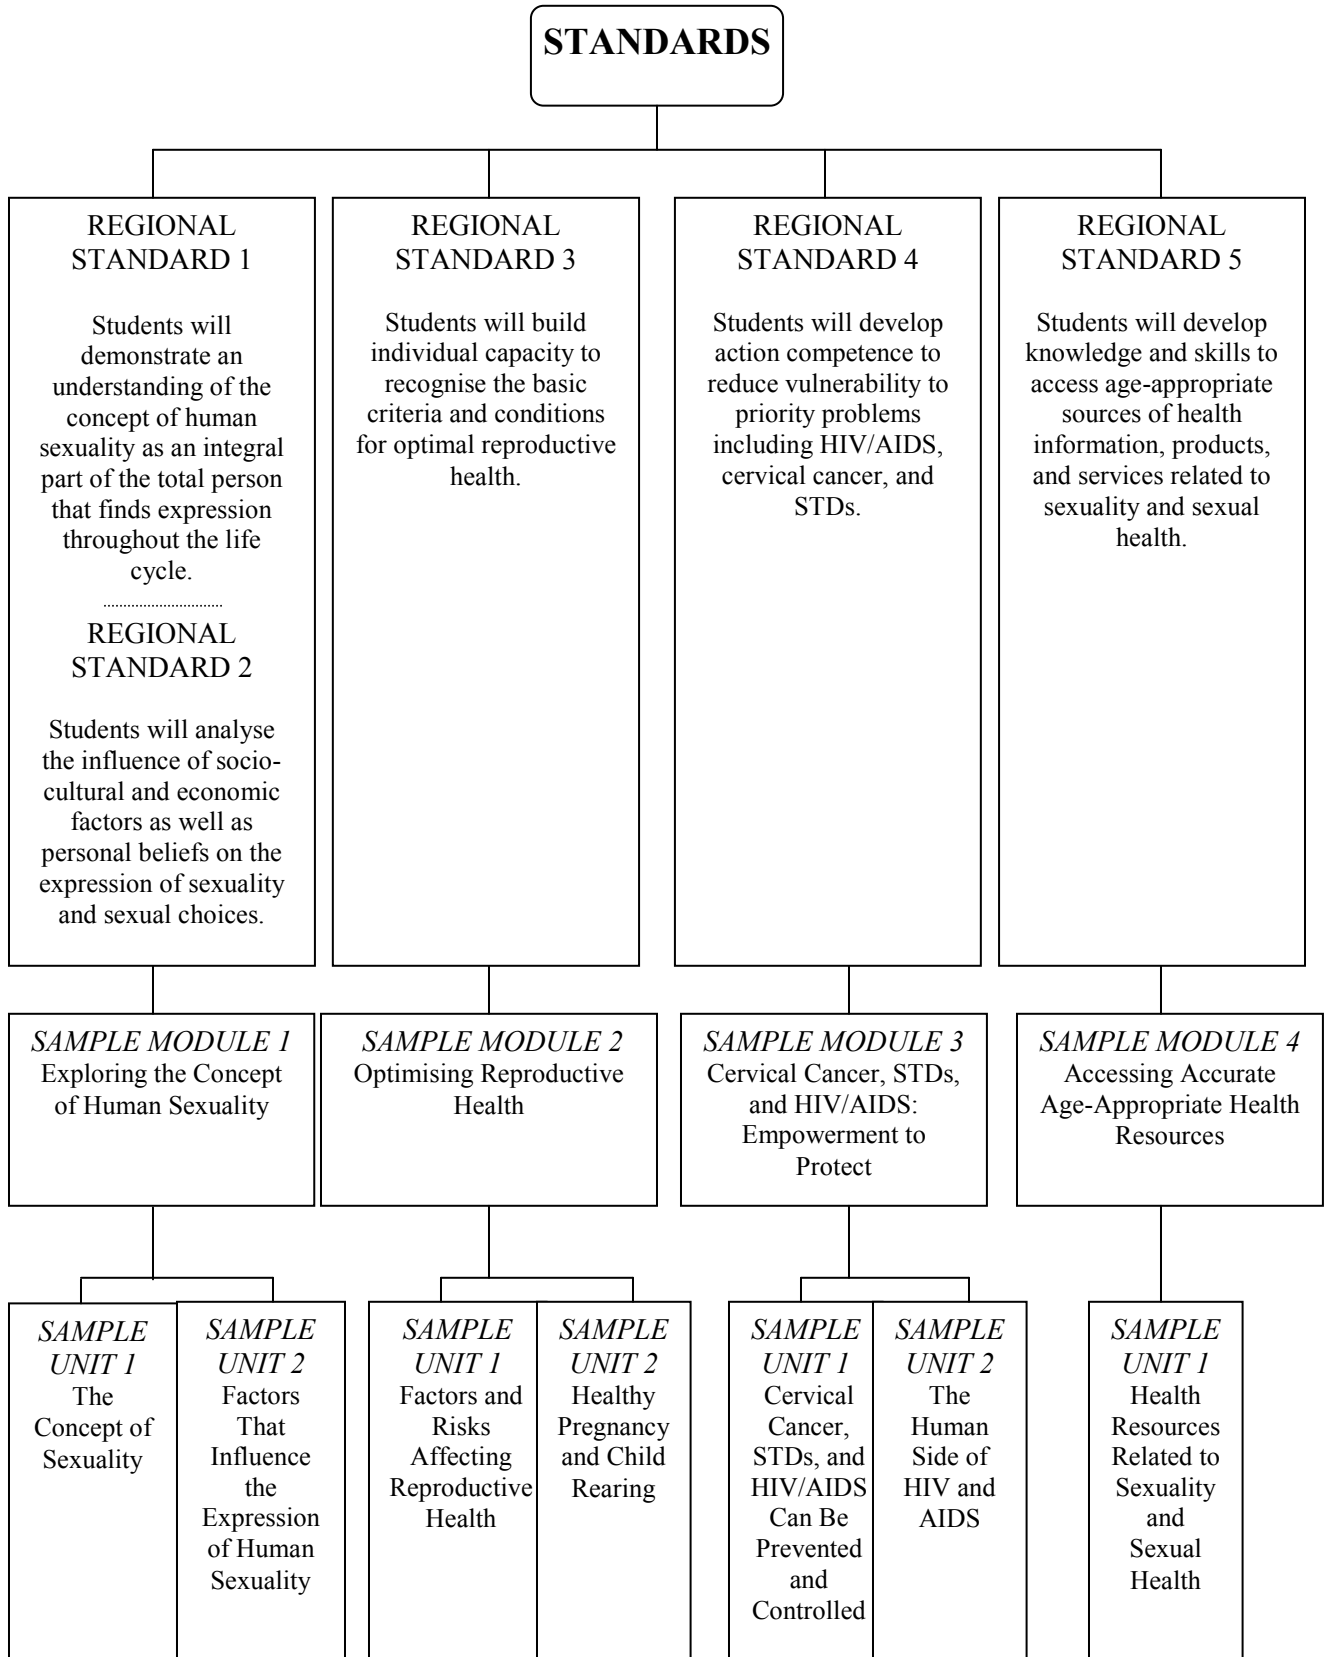 STANDARDS
REGIONAL
STANDARD 1
Students will
demonstrate an
understanding of the
concept of human
sexuality as an integral
part of the total person
that finds expression
throughout the life
cycle.
..............................
REGIONAL
STANDARD 2
Students will analyse
the influence of socio-
cultural and economic
factors as well as
personal beliefs on the
expression of sexuality
and sexual choices.
REGIONAL
STANDARD 3
Students will build
individual capacity to
recognise the basic
criteria and conditions
for optimal reproductive
health.
REGIONAL
STANDARD 4
Students will develop
action competence to
reduce vulnerability to
priority problems
including HIV/AIDS,
cervical cancer, and
STDs.
REGIONAL
STANDARD 5
Students will develop
knowledge and skills to
access age-appropriate
sources of health
information, products,
and services related to
sexuality and sexual
health.
SAMPLE MODULE 1
Exploring the Concept
of Human Sexuality
SAMPLE MODULE 2
Optimising Reproductive
Health
SAMPLE MODULE 3
Cervical Cancer, STDs,
and HIV/AIDS:
Empowerment to
Protect
SAMPLE MODULE 4
Accessing Accurate
Age-Appropriate Health
Resources
SAMPLE
UNIT 1
The
Concept of
Sexuality
SAMPLE
UNIT 2
Factors
That
Influence
the
Expression
of Human
Sexuality
SAMPLE
UNIT 1
Factors and
Risks
Affecting
Reproductive
Health
SAMPLE
UNIT 2
Healthy
Pregnancy
and Child
Rearing
SAMPLE
UNIT 1
Cervical
Cancer,
STDs, and
HIV/AIDS
Can Be
Prevented
and
Controlled
SAMPLE
UNIT 2
The
Human
Side of
HIV and
AIDS
SAMPLE
UNIT 1
Health
Resources
Related to
Sexuality
and
Sexual
Health